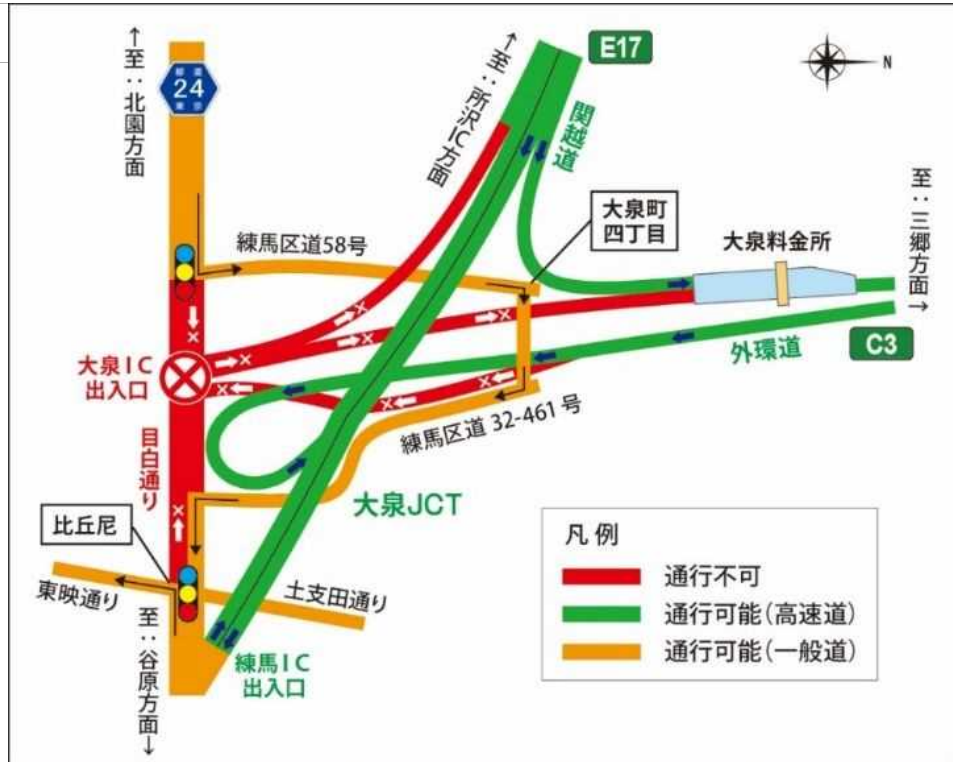 ↑至：北園方面
都道
24
東京
↑至：所沢IC方面
E17
関越道
N
大泉町
四丁目
大泉料金所
至：三郷方面→
練馬区道58号
大泉IC
出入口
外環道
C3
練馬区道 32-461号
目白通り
大泉JCT
比丘尼
東映通り
土支田通り
至：谷原方面→
練馬IC
出入口
凡例
通行不可
通行可能(高速道)
通行可能(一般道)